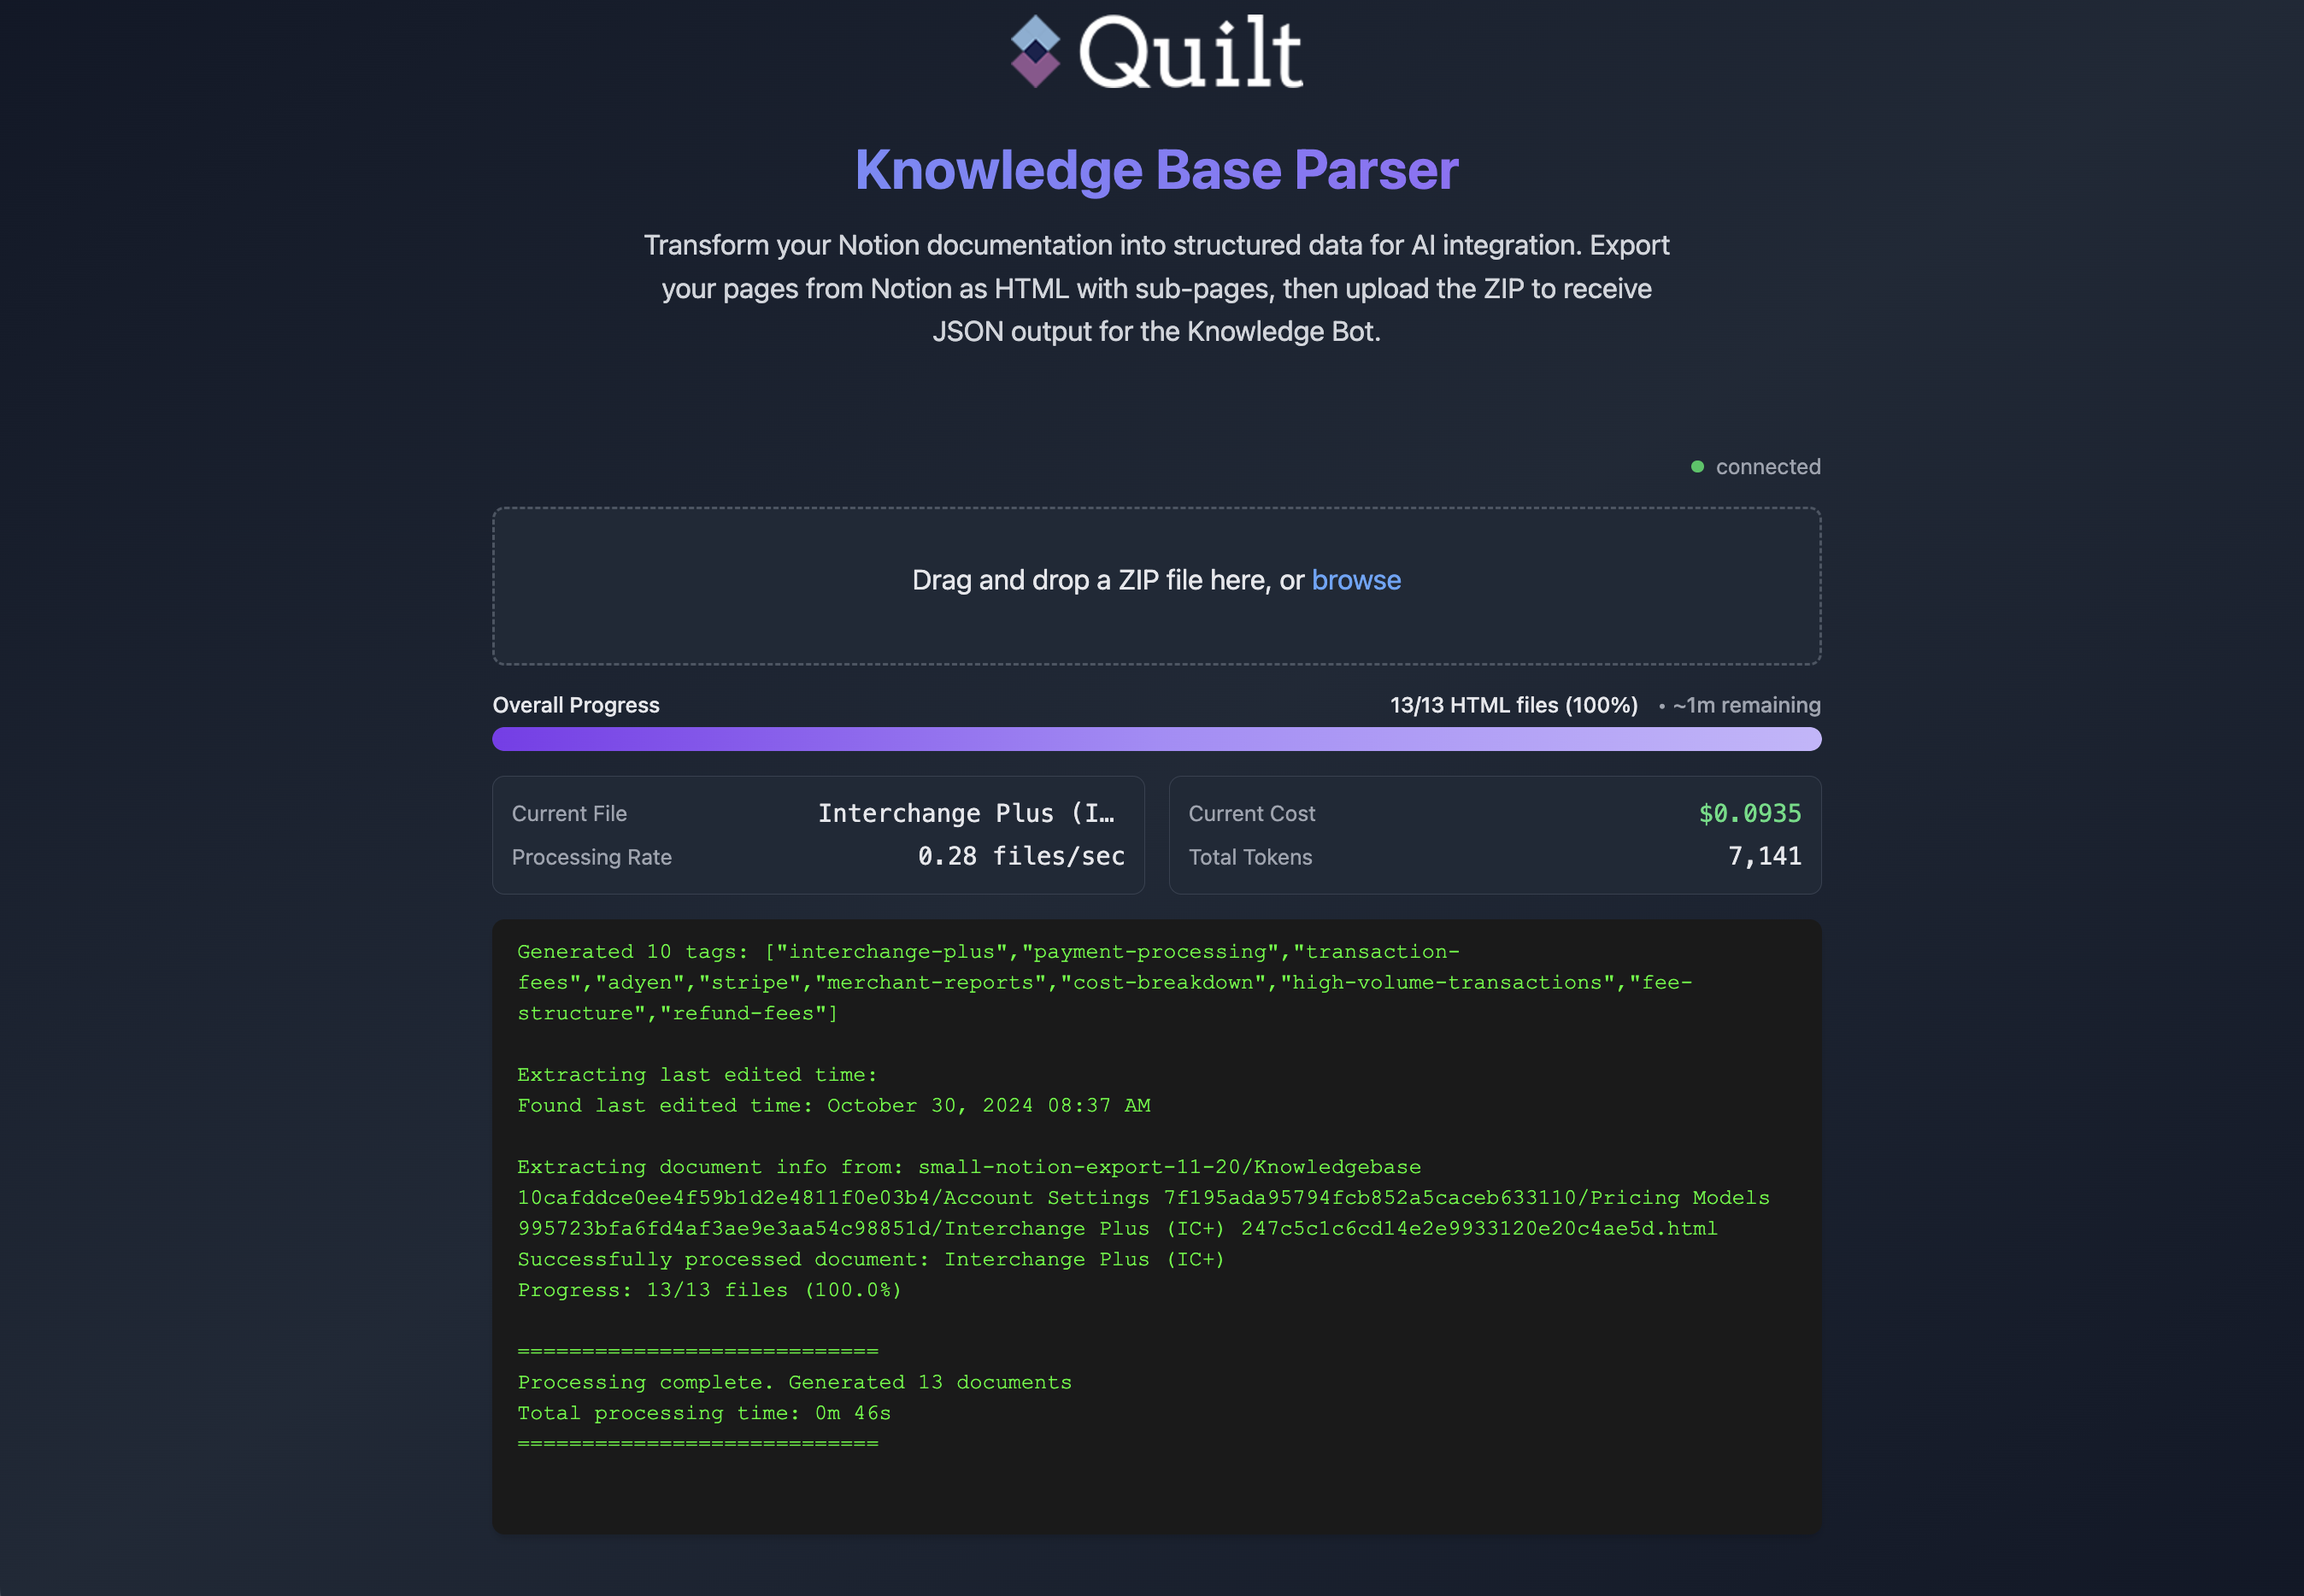 Quilt
Knowledge Base Parser
Transform your Notion documentation into structured data for AI integration. Export
your pages from Notion as HTML with sub-pages, then upload the ZIP to receive
JSON output for the Knowledge Bot.
connected
Drag and drop a ZIP file here, or browse
Overall Progress 13/13 HTML files (100%) • ~1m remaining
Current File Interchange Plus (I…
Processing Rate 0.28 files/sec
Current Cost $0.0935
Total Tokens 7,141
Generated 10 tags: ["interchange-plus","payment-processing","transaction-
fees","adyen","stripe","merchant-reports","cost-breakdown","high-volume-transactions","fee-
structure","refund-fees"]
Extracting last edited time:
Found last edited time: October 30, 2024 08:37 AM
Extracting document info from: small-notion-export-11-20/Knowledgebase
10cafddce0ee4f59b1d2e4811f0e03b4/Account Settings 7f195ada95794fcb852a5caceb633110/Pricing Models
995723bfa6fd4af3ae9e3aa54c98851d/Interchange Plus (IC+) 247c5c1c6cd14e2e9933120e20c4ae5d.html
Successfully processed document: Interchange Plus (IC+)
Progress: 13/13 files (100.0%)
============================
Processing complete. Generated 13 documents
Total processing time: 0m 46s
============================